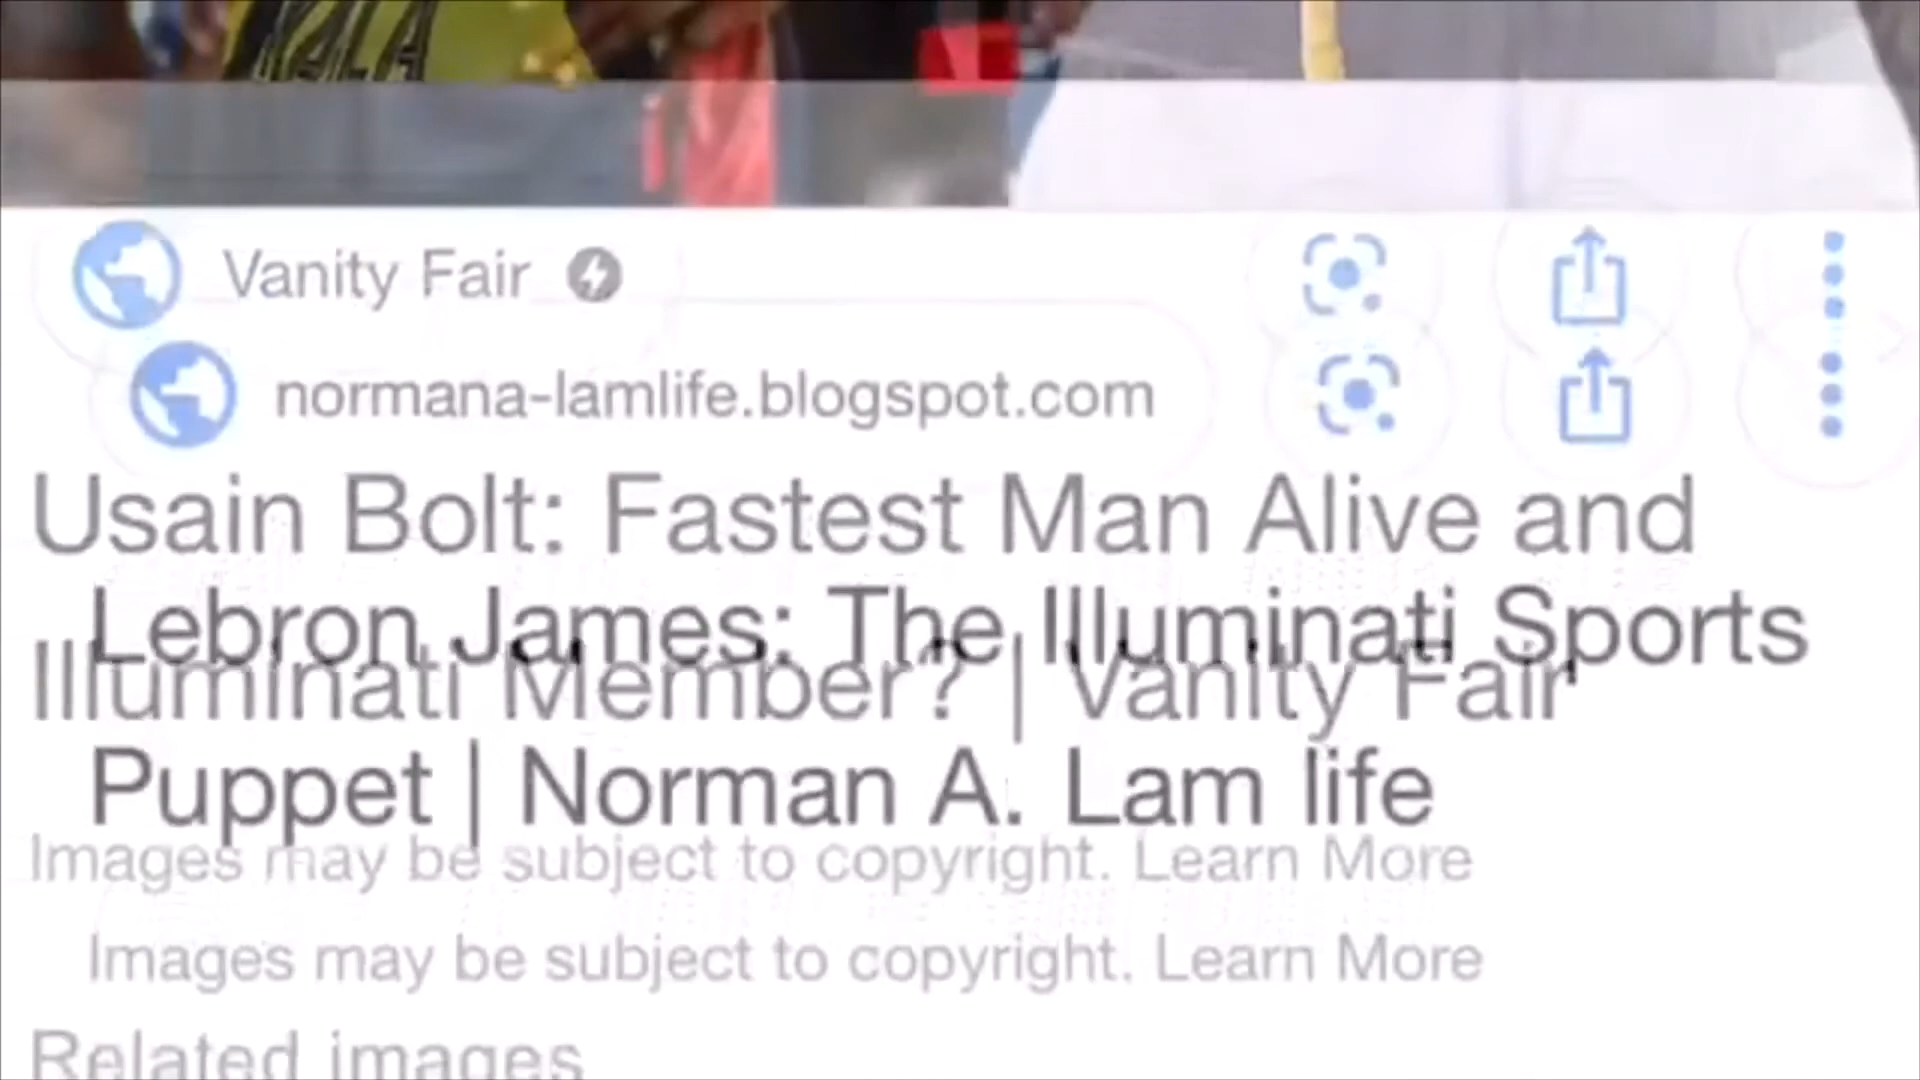 KALA
Vanity Fair
normana-lamlife.blogspot.com
Usain Bolt: Fastest Man Alive and
Lebron James: The Illuminati Sports
Illuminati Member? | Vanity Fair
Puppet | Norman A. Lam life
Images may be subject to copyright. Learn More
Images may be subject to copyright. Learn More
Related images